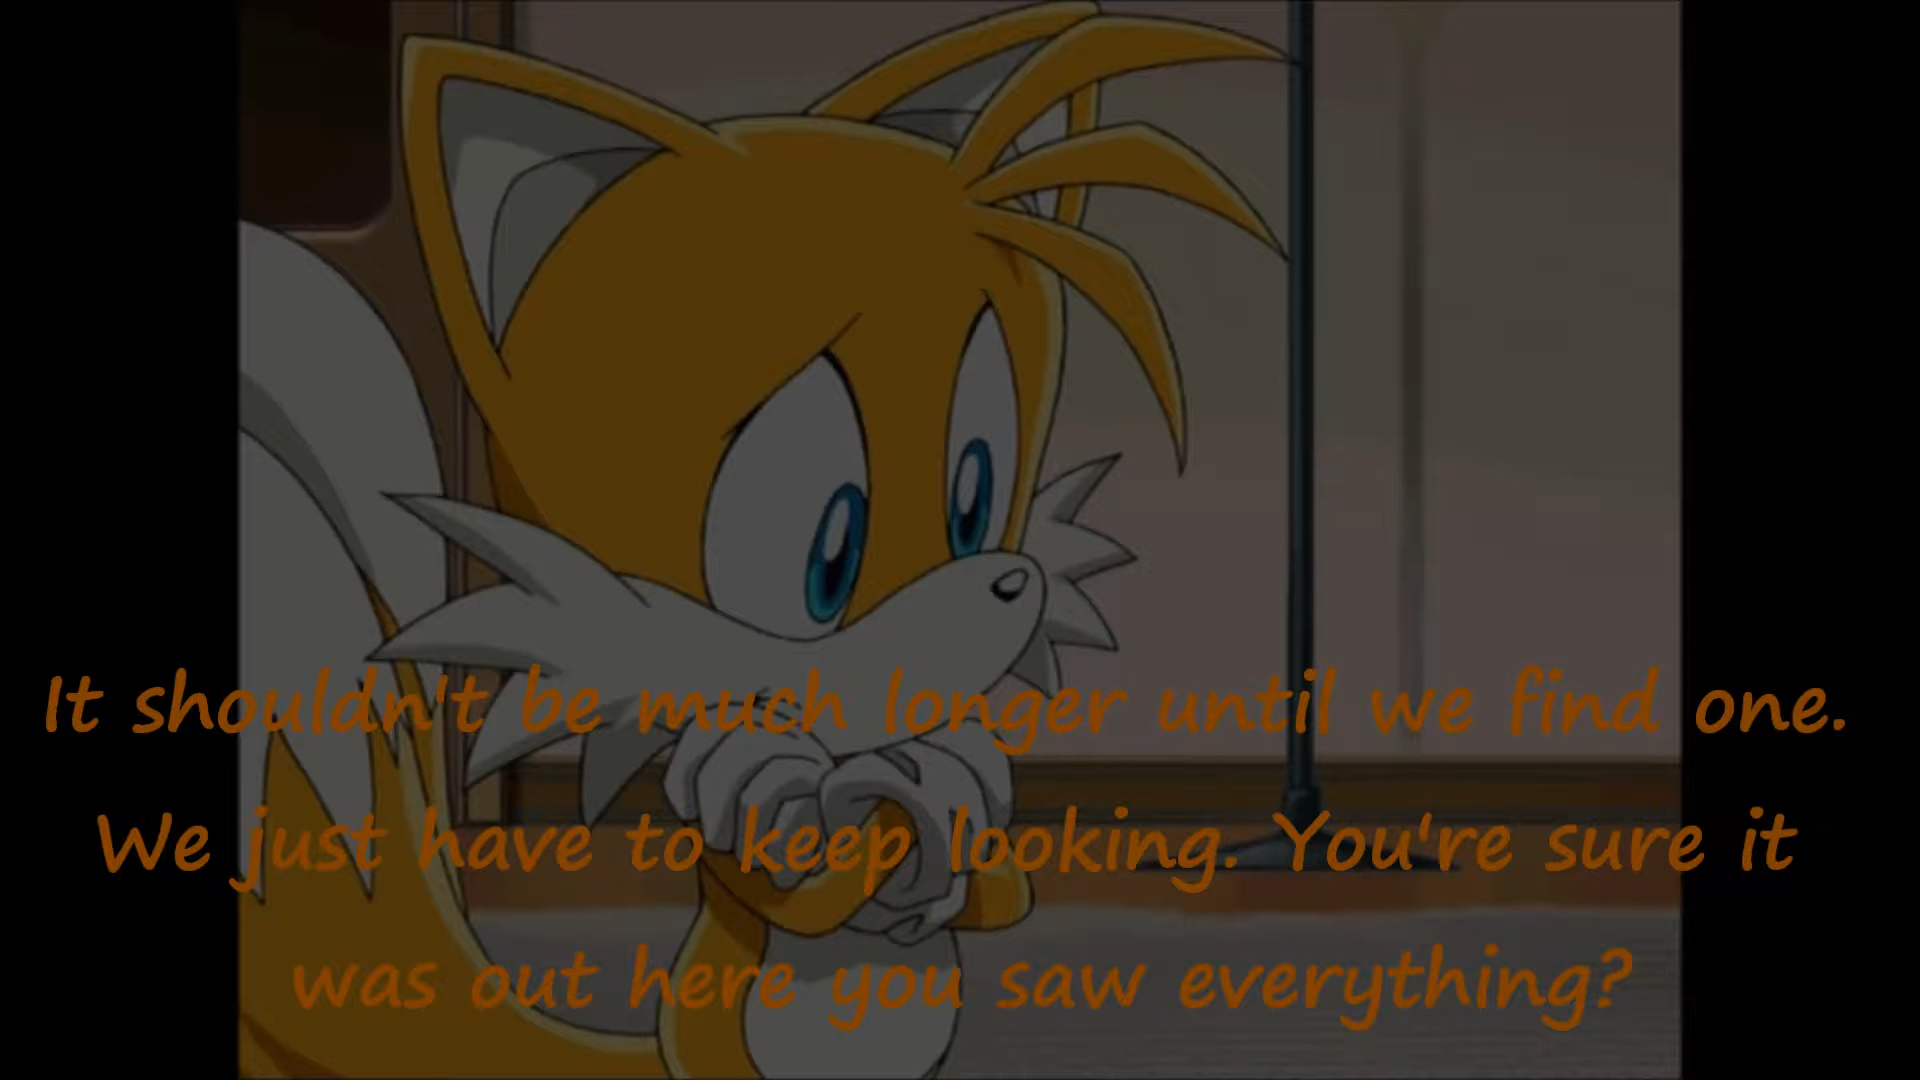 It shouldn't be much longer until we find one.
We just have to keep looking. You're sure it
was out here you saw everything?